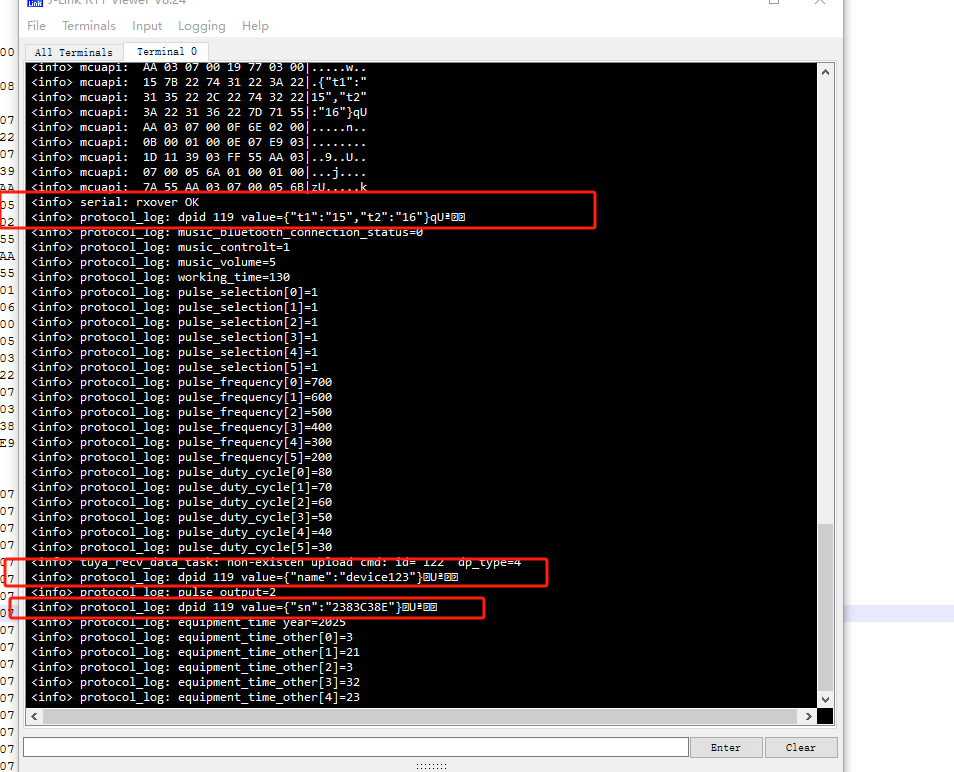 J-Link RTT Viewer V8.24
File Terminals Input Logging Help
All Terminals Terminal 0
<info> mcuapi: AA 03 07 00 19 77 03 00|.....w..
<info> mcuapi: 15 7B 22 74 31 22 3A 22|.{"t1":"
<info> mcuapi: 31 35 22 2C 22 74 32 22|15","t2"
<info> mcuapi: 3A 22 31 36 22 7D 71 55|:"16"}qU
<info> mcuapi: AA 03 07 00 0F 6E 02 00|.....n..
<info> mcuapi: 0B 00 01 00 0E 07 E9 03|........
<info> mcuapi: 1D 11 39 03 FF 55 AA 03|..9..U..
<info> mcuapi: 07 00 05 6A 01 00 01 00|...j....
<info> mcuapi: 7A 55 AA 03 07 00 05 6B|zU.....k
<info> serial: rxover OK
<info> protocol_log: dpid 119 value={"t1":"15","t2":"16"}qUª
<info> protocol_log: music_bluetooth_connection_status=0
<info> protocol_log: music_controlt=1
<info> protocol_log: music_volume=5
<info> protocol_log: working_time=130
<info> protocol_log: pulse_selection[0]=1
<info> protocol_log: pulse_selection[1]=1
<info> protocol_log: pulse_selection[2]=1
<info> protocol_log: pulse_selection[3]=1
<info> protocol_log: pulse_selection[4]=1
<info> protocol_log: pulse_selection[5]=1
<info> protocol_log: pulse_frequency[0]=700
<info> protocol_log: pulse_frequency[1]=600
<info> protocol_log: pulse_frequency[2]=500
<info> protocol_log: pulse_frequency[3]=400
<info> protocol_log: pulse_frequency[4]=300
<info> protocol_log: pulse_frequency[5]=200
<info> protocol_log: pulse_duty_cycle[0]=80
<info> protocol_log: pulse_duty_cycle[1]=70
<info> protocol_log: pulse_duty_cycle[2]=60
<info> protocol_log: pulse_duty_cycle[3]=50
<info> protocol_log: pulse_duty_cycle[4]=40
<info> protocol_log: pulse_duty_cycle[5]=30
<info> tuya_recv_data_task: non-existen upload cmd: id= 122 dp_type=4
<info> protocol_log: dpid 119 value={"name":"device123"}Uª
<info> protocol_log: pulse output=2
<info> protocol_log: dpid 119 value={"sn":"2383C38E"}Uª
<info> protocol_log: equipment_time year=2025
<info> protocol_log: equipment_time_other[0]=3
<info> protocol_log: equipment_time_other[1]=21
<info> protocol_log: equipment_time_other[2]=3
<info> protocol_log: equipment_time_other[3]=32
<info> protocol_log: equipment_time_other[4]=23
Enter Clear